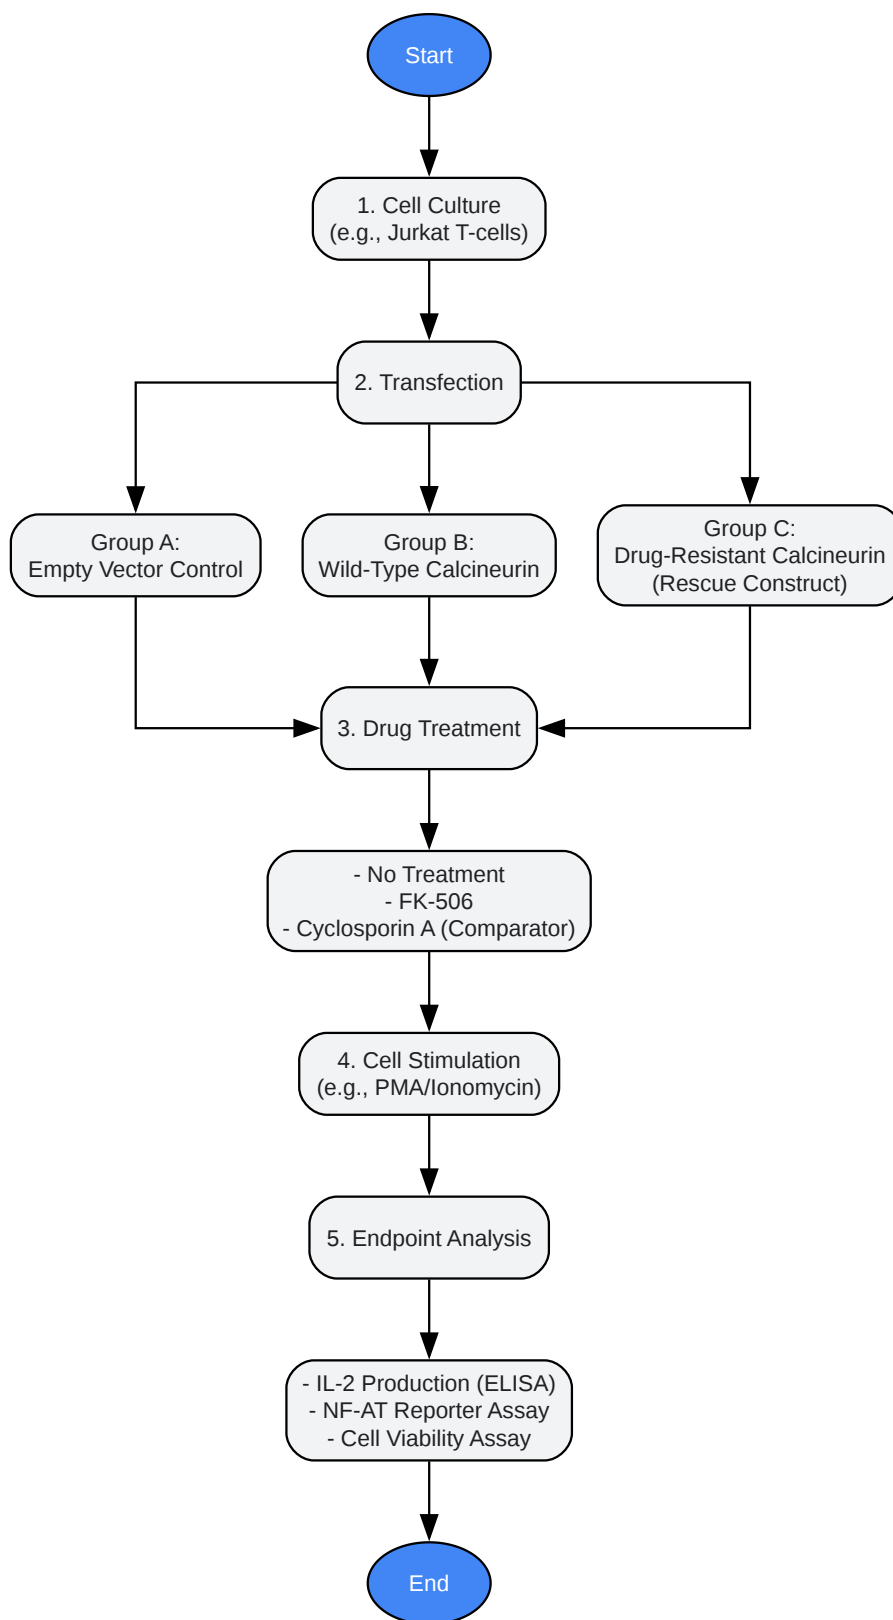 Start
1. Cell Culture
(e.g., Jurkat T-cells)
2. Transfection
Group A:
Empty Vector Control
Group B:
Wild-Type Calcineurin
Group C:
Drug-Resistant Calcineurin
(Rescue Construct)
3. Drug Treatment
- No Treatment
- FK-506
- Cyclosporin A (Comparator)
4. Cell Stimulation
(e.g., PMA/Ionomycin)
5. Endpoint Analysis
- IL-2 Production (ELISA)
- NF-AT Reporter Assay
- Cell Viability Assay
End